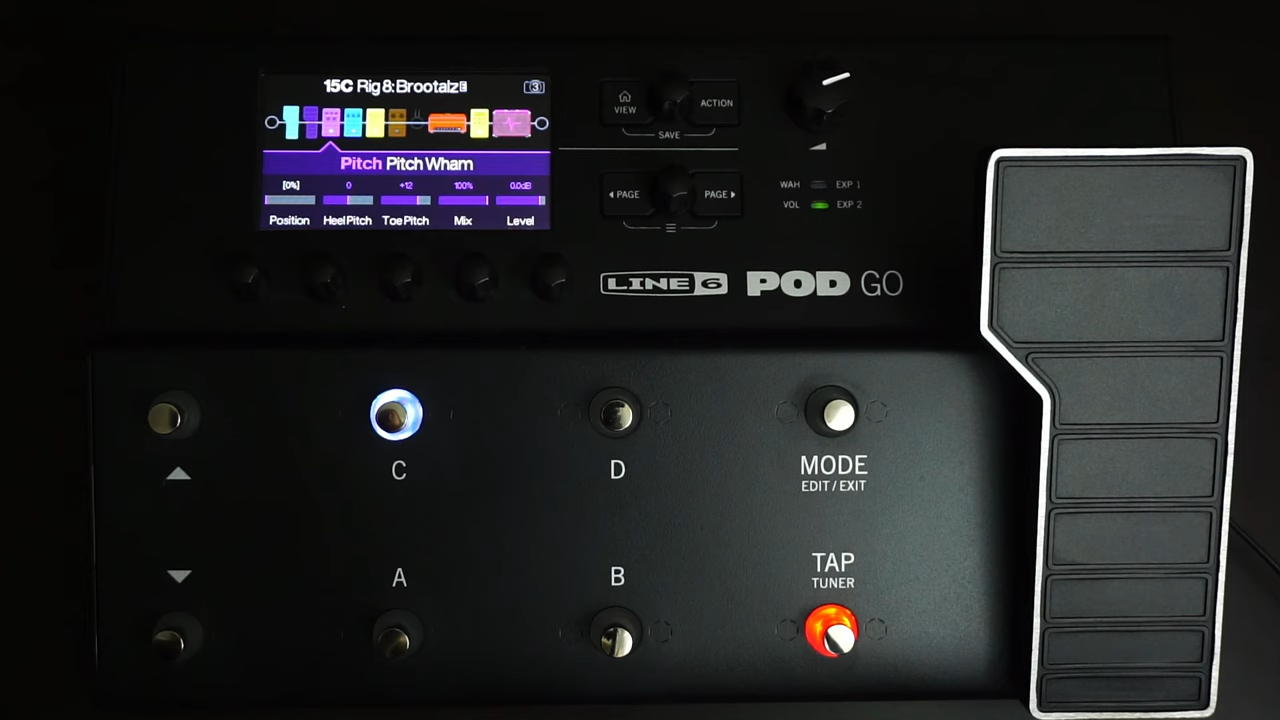 15C Rig 8:Brootalz
3
Pitch Pitch Wham
[0%] 0 +12 100% 0.0dB
Position Heel Pitch Toe Pitch Mix Level
VIEW
ACTION
SAVE
PAGE
PAGE
WAH EXP 1
VOL EXP 2
LINE 6 POD GO
C
D
MODE
EDIT / EXIT
A
B
TAP
TUNER